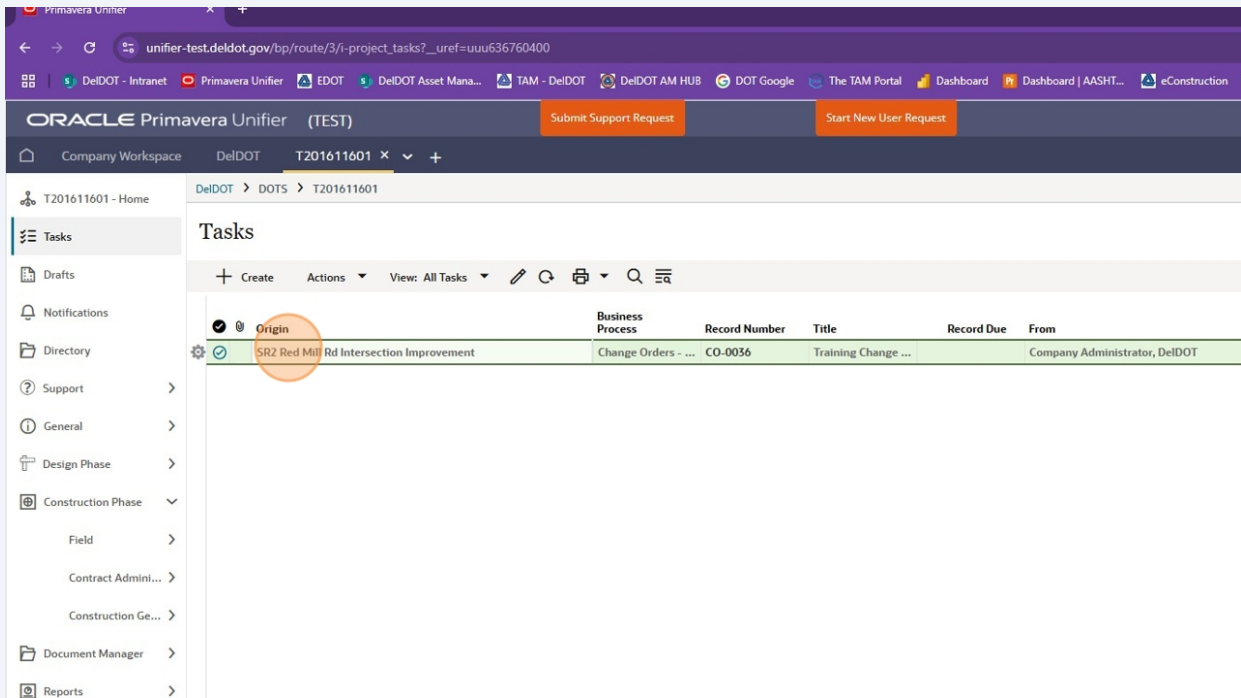 Primavera Unifier
unifier-test.deldot.gov/bp/route/3/i-project_tasks?__uref=uuu636760400
DelDOT - Intranet Primavera Unifier EDOT DelDOT Asset Mana... TAM - DelDOT DelDOT AM HUB DOT Google The TAM Portal Dashboard Dashboard | AASHT... eConstruction
ORACLE Primavera Unifier (TEST) Submit Support Request Start New User Request
Company Workspace DelDOT T201611601
DelDOT > DOTS > T201611601
T201611601 - Home
Tasks
Drafts
Notifications
Directory
Support
General
Design Phase
Construction Phase
Field
Contract Admini...
Construction Ge...
Document Manager
Reports
Tasks
Create Actions View: All Tasks
Origin Business Process Record Number Title Record Due From
SR2 Red Mill Rd Intersection Improvement Change Orders - ... CO-0036 Training Change ... Company Administrator, DelDOT